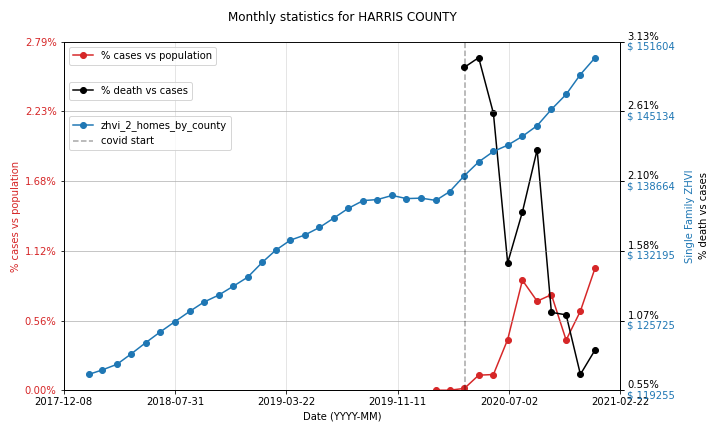 Monthly statistics for HARRIS COUNTY
2.79%
2.23%
1.68%
1.12%
0.56%
0.00%
% cases vs population
% cases vs population
% death vs cases
zhvi_2_homes_by_county
covid start
3.13%
$ 151604
2.61%
$ 145134
2.10%
$ 138664
1.58%
$ 132195
1.07%
$ 125725
0.55%
$ 119255
Single Family ZHVI
% death vs cases
2017-12-08
2018-07-31
2019-03-22
2019-11-11
2020-07-02
2021-02-22
Date (YYYY-MM)